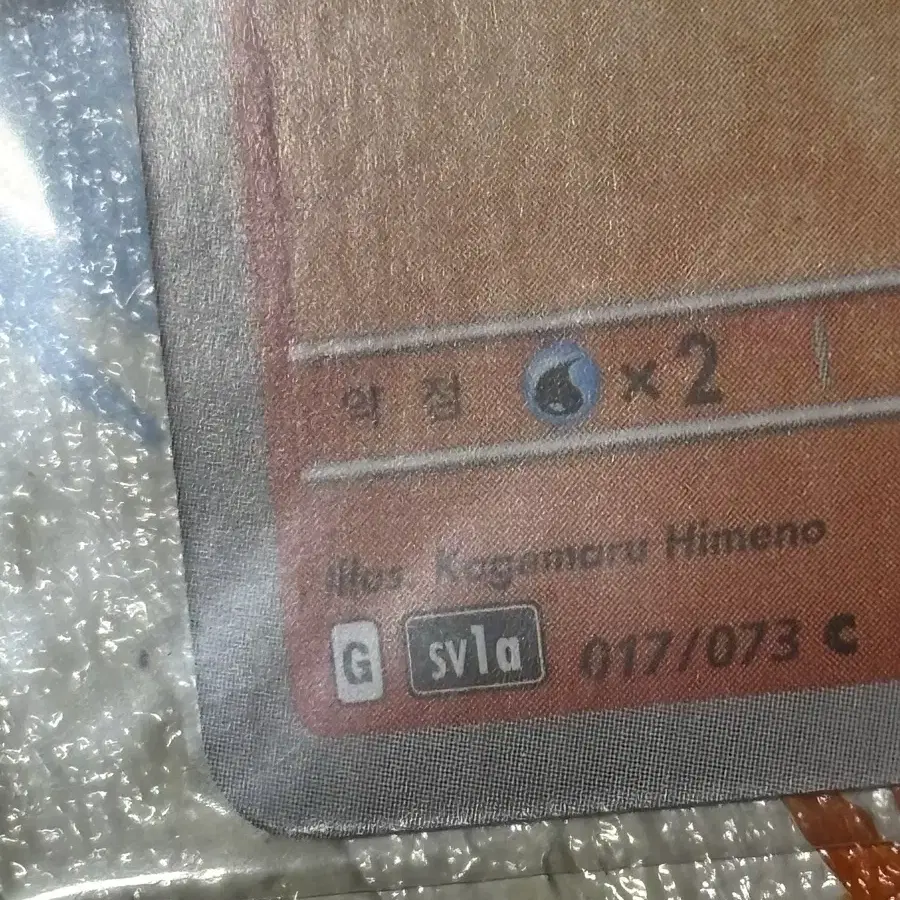 약 점 ×2
Illus. Kagemaru Himeno
G sv1a 017/073 C